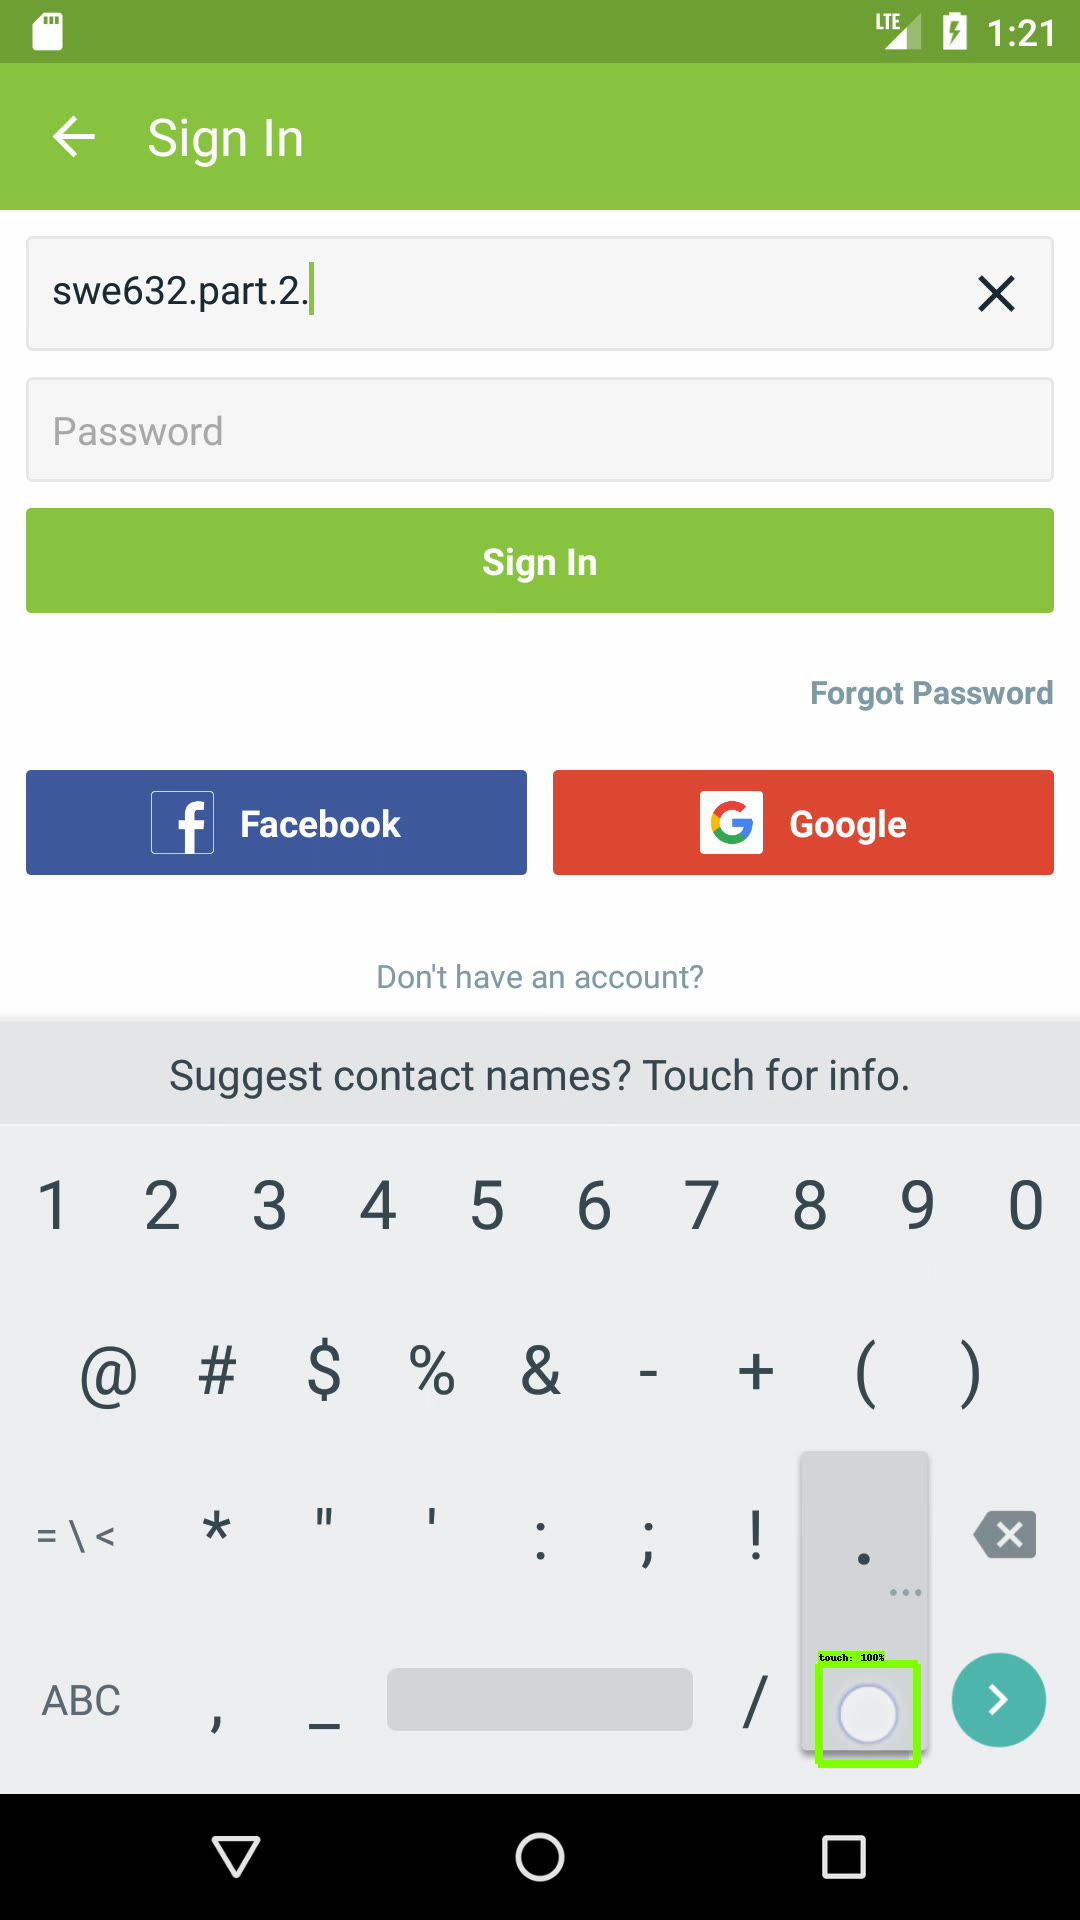 LTE 1:21
Sign In
swe632.part.2.
Password
Sign In
Forgot Password
Facebook Google
Don't have an account?
Suggest contact names? Touch for info.
1 2 3 4 5 6 7 8 9 0
@ # $ % & - + ( )
= \ < * " ' : ; ! .
touch: 100%
ABC , _ /